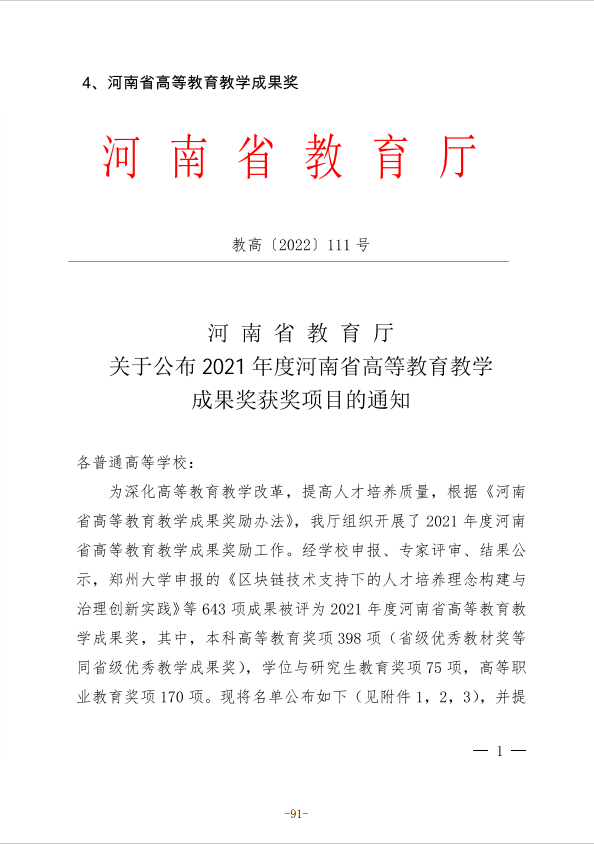 4、河南省高等教育教学成果奖
河南省教育厅
教高〔2022〕111号
河南省教育厅
关于公布2021年度河南省高等教育教学
成果奖获奖项目的通知
各普通高等学校：
为深化高等教育教学改革，提高人才培养质量，根据《河南
省高等教育教学成果奖励办法》，我厅组织开展了2021年度河南
省高等教育教学成果奖励工作。经学校申报、专家评审、结果公
示，郑州大学申报的《区块链技术支持下的人才培养理念构建与
治理创新实践》等643项成果被评为2021年度河南省高等教育教
学成果奖，其中，本科高等教育奖项398项（省级优秀教材奖等
同省级优秀教学成果奖），学位与研究生教育奖项75项，高等职
业教育奖项170项。现将名单公布如下（见附件1，2，3），并提
— 1 —
-91-